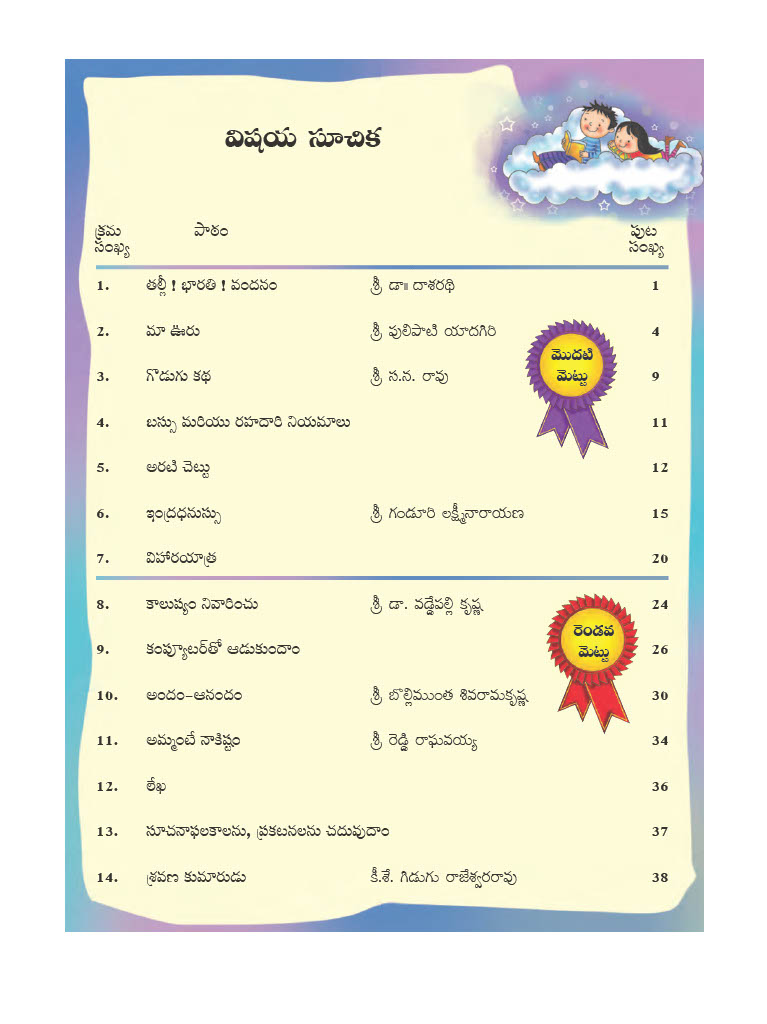 విషయ సూచిక
క్రమ సంఖ్య పాఠం పుట సంఖ్య
1. తల్లీ ! భారతి ! వందనం శ్రీ డా॥ దాశరథి 1
2. మా ఊరు శ్రీ పులిపాటి యాదగిరి 4
మొదటి మెట్టు
3. గొడుగు కథ శ్రీ స.న. రావు 9
4. బస్సు మరియు రహదారి నియమాలు 11
5. అరటి చెట్టు 12
6. ఇంద్రధనుస్సు శ్రీ గండూరి లక్ష్మీనారాయణ 15
7. విహారయాత్ర 20
8. కాలుష్యం నివారించు శ్రీ డా. వడ్డేపల్లి కృష్ణ 24
రెండవ మెట్టు
9. కంప్యూటర్‌తో ఆడుకుందాం 26
10. అందం-ఆనందం శ్రీ బొల్లిముంత శివరామకృష్ణ 30
11. అమ్మంటే నాకిష్టం శ్రీ రెడ్డి రాఘవయ్య 34
12. లేఖ 36
13. సూచనాఫలకాలను, ప్రకటనలను చదువుదాం 37
14. శ్రవణ కుమారుడు కీ.శే. గిడుగు రాజేశ్వరరావు 38